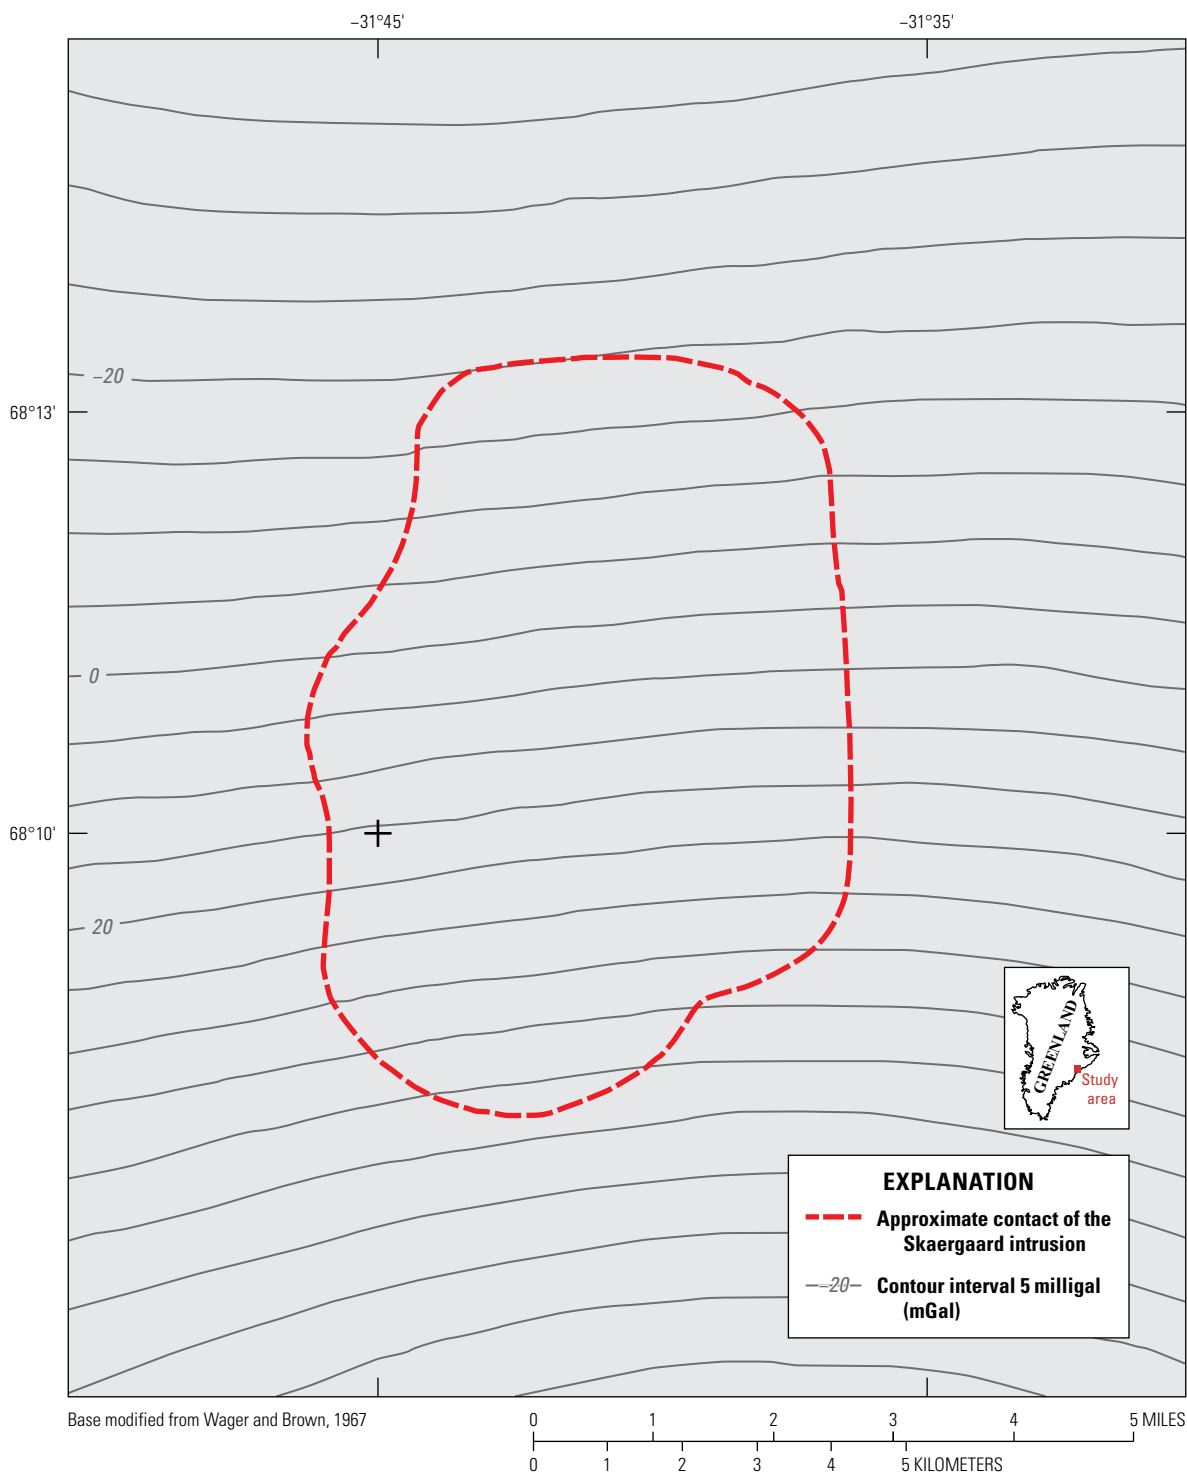 −31°45'
−31°35'
−20
68°13'
0
68°10'
20
GREENLAND
Study
area
EXPLANATION
Approximate contact of the
Skaergaard intrusion
−20
Contour interval 5 milligal
(mGal)
Base modified from Wager and Brown, 1967
0 1 2 3 4 5 MILES
0 1 2 3 4 5 KILOMETERS